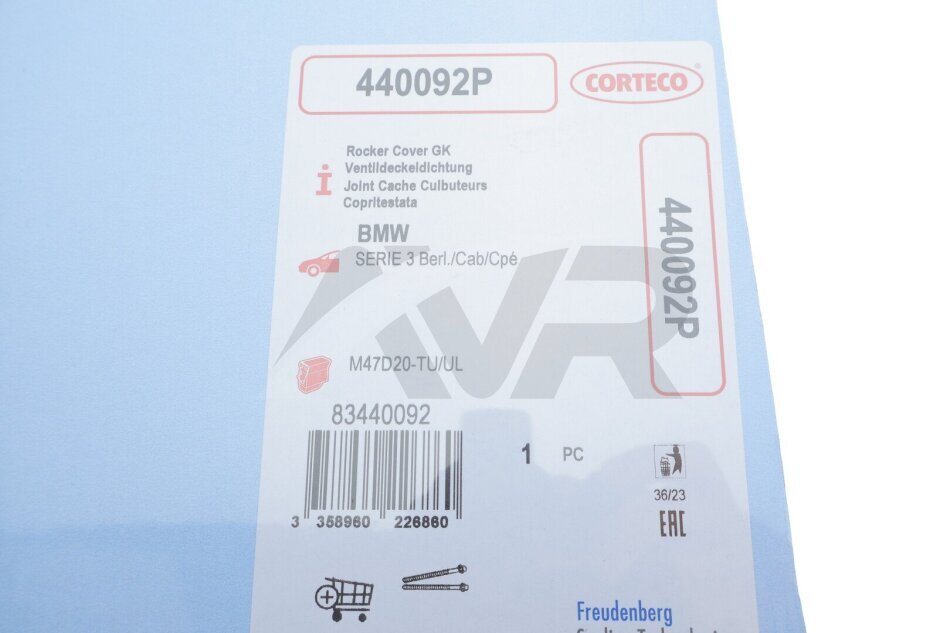 440092P
CORTECO®
Rocker Cover GK
Ventildeckeldichtung
Joint Cache Culbuteurs
Copritestata
440092P
BMW
SERIE 3 Berl./Cab/Cpé
VR
M47D20-TU/UL
83440092
3 358960 226860
1 PC
36/23
EAC
Freudenberg